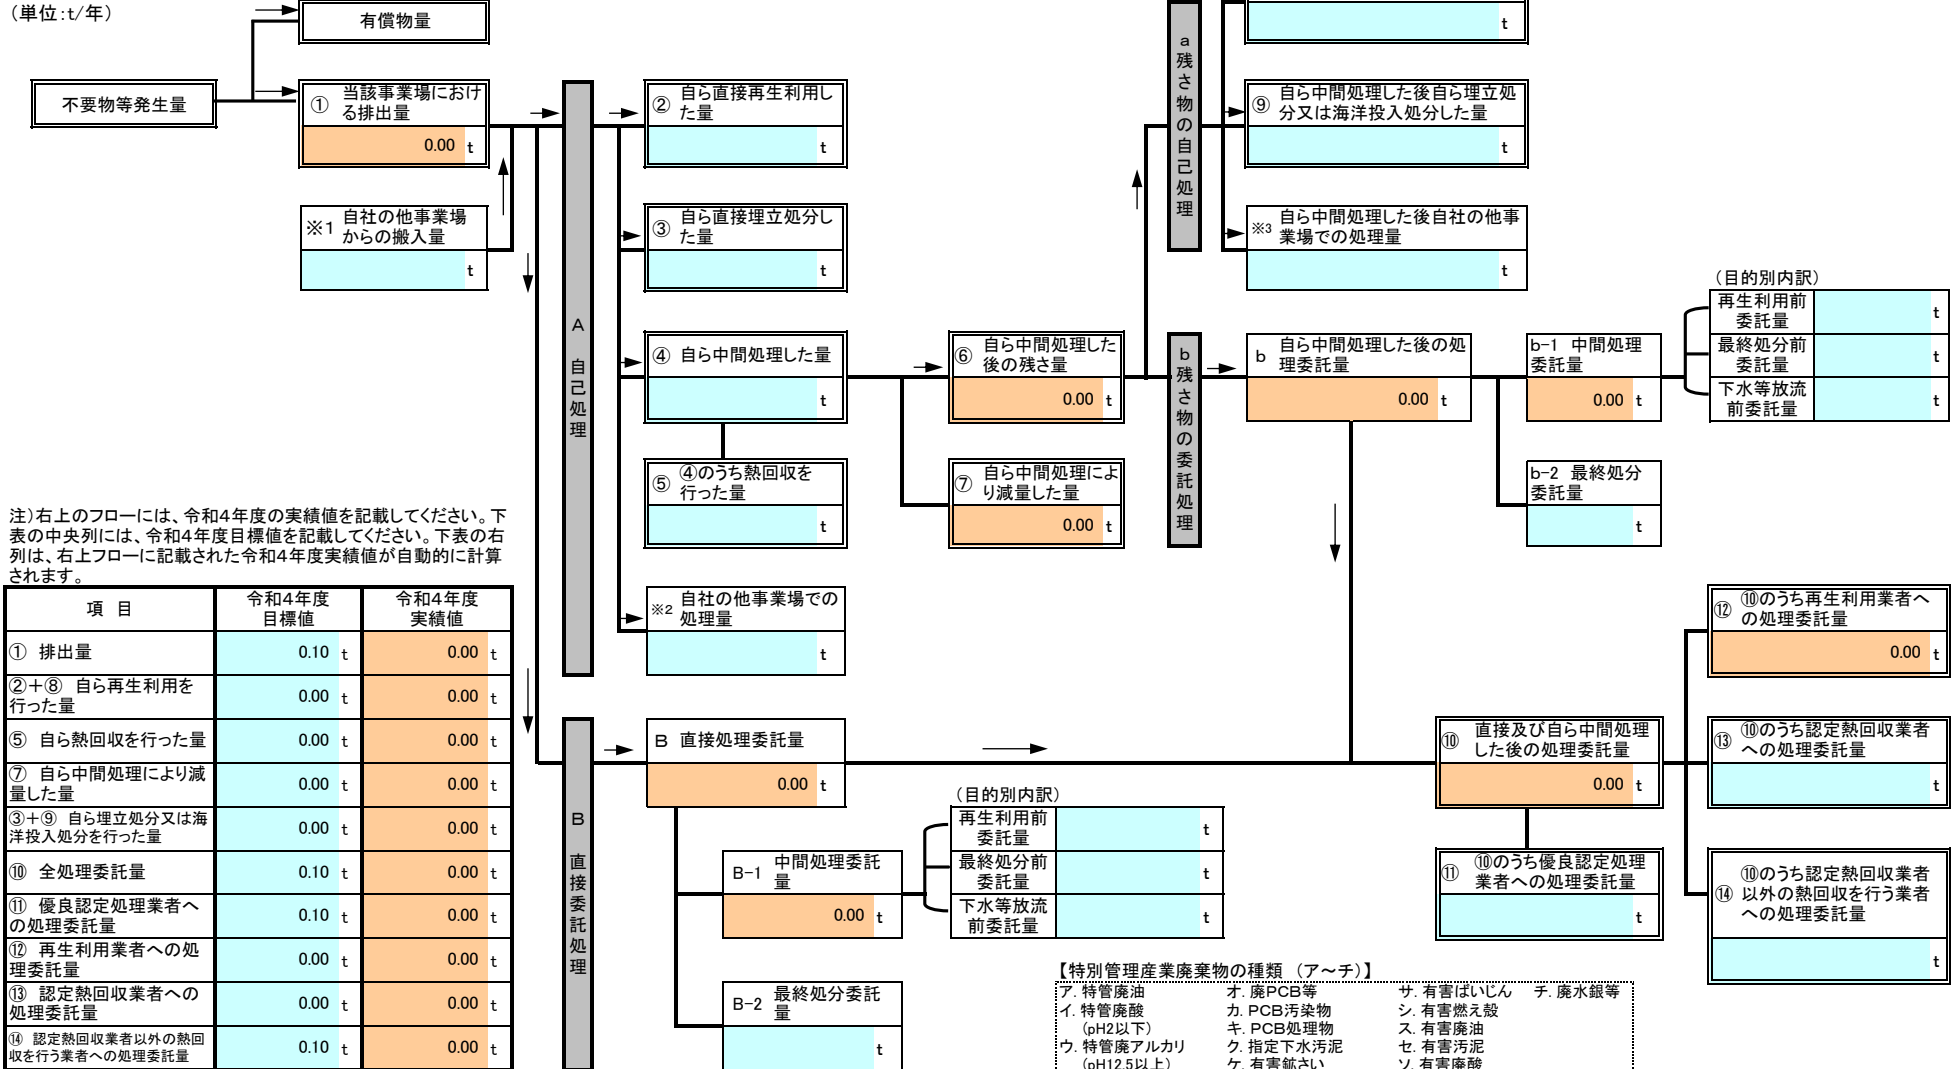 （単位：t/年）
有償物量
不要物等発生量
① 当該事業場におけ
る排出量
0.00 t
※1 自社の他事業場
からの搬入量
t
A 自己処理
② 自ら直接再生利用し
た量
t
③ 自ら直接埋立処分し
た量
t
④ 自ら中間処理した量
t
⑤ ④のうち熱回収を
行った量
t
※2 自社の他事業場での
処理量
t
⑥ 自ら中間処理した
後の残さ量
0.00 t
⑦ 自ら中間処理によ
り減量した量
0.00 t
a 残さ物の自己処理
t
⑨ 自ら中間処理した後自ら埋立処
分又は海洋投入処分した量
t
※3 自ら中間処理した後自社の他事
業場での処理量
t
b 残さ物の委託処理
b 自ら中間処理した後の処
理委託量
0.00 t
b-1 中間処理
委託量
0.00 t
b-2 最終処分
委託量
t
（目的別内訳）
再生利用前
委託量
t
最終処分前
委託量
t
下水等放流
前委託量
t
注）右上のフローには、令和4年度の実績値を記載してください。下
表の中央列には、令和4年度目標値を記載してください。下表の右
列は、右上フローに記載された令和4年度実績値が自動的に計算
されます。
項 目 令和4年度
目標値 令和4年度
実績値
① 排出量 0.10 t 0.00 t
②＋⑧ 自ら再生利用を
行った量 0.00 t 0.00 t
⑤ 自ら熱回収を行った量 0.00 t 0.00 t
⑦ 自ら中間処理により減
量した量 0.00 t 0.00 t
③＋⑨ 自ら埋立処分又は海
洋投入処分を行った量 0.00 t 0.00 t
⑩ 全処理委託量 0.10 t 0.00 t
⑪ 優良認定処理業者へ
の処理委託量 0.10 t 0.00 t
⑫ 再生利用業者への処
理委託量 0.00 t 0.00 t
⑬ 認定熱回収業者への
処理委託量 0.00 t 0.00 t
⑭ 認定熱回収業者以外の熱回
収を行う業者への処理委託量 0.10 t 0.00 t
B 直接委託処理
B 直接処理委託量
0.00 t
B-1 中間処理委託
量
0.00 t
B-2 最終処分委託
量
t
（目的別内訳）
再生利用前
委託量
t
最終処分前
委託量
t
下水等放流
前委託量
t
⑩ 直接及び自ら中間処理
した後の処理委託量
0.00 t
⑪ ⑩のうち優良認定処理
業者への処理委託量
t
⑫ ⑩のうち再生利用業者へ
の処理委託量
0.00 t
⑬ ⑩のうち認定熱回収業者
への処理委託量
t
⑭ ⑩のうち認定熱回収業者
以外の熱回収を行う業者
への処理委託量
t
【特別管理産業廃棄物の種類 （ア～チ）】
ア．特管廃油 オ．廃PCB等 サ．有害ばいじん チ．廃水銀等
イ．特管廃酸 カ．PCB汚染物 シ．有害燃え殻
（pH2以下） キ．PCB処理物 ス．有害廃油
ウ．特管廃アルカリ ク．指定下水汚泥 セ．有害汚泥
（pH12.5以上） ケ．有害鉱さい ソ．有害廃酸